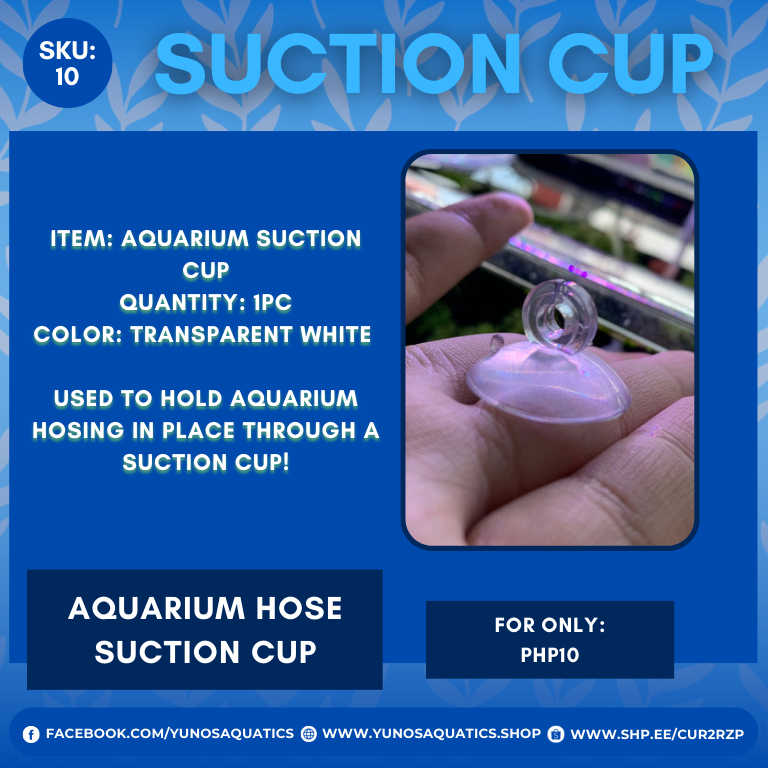 SKU:
10
SUCTION CUP
ITEM: AQUARIUM SUCTION
CUP
QUANTITY: 1PC
COLOR: TRANSPARENT WHITE
USED TO HOLD AQUARIUM
HOSING IN PLACE THROUGH A
SUCTION CUP!
AQUARIUM HOSE
SUCTION CUP
FOR ONLY:
PHP10
FACEBOOK.COM/YUNOSAQUATICS WWW.YUNOSAQUATICS.SHOP WWW.SHP.EE/CUR2RZP